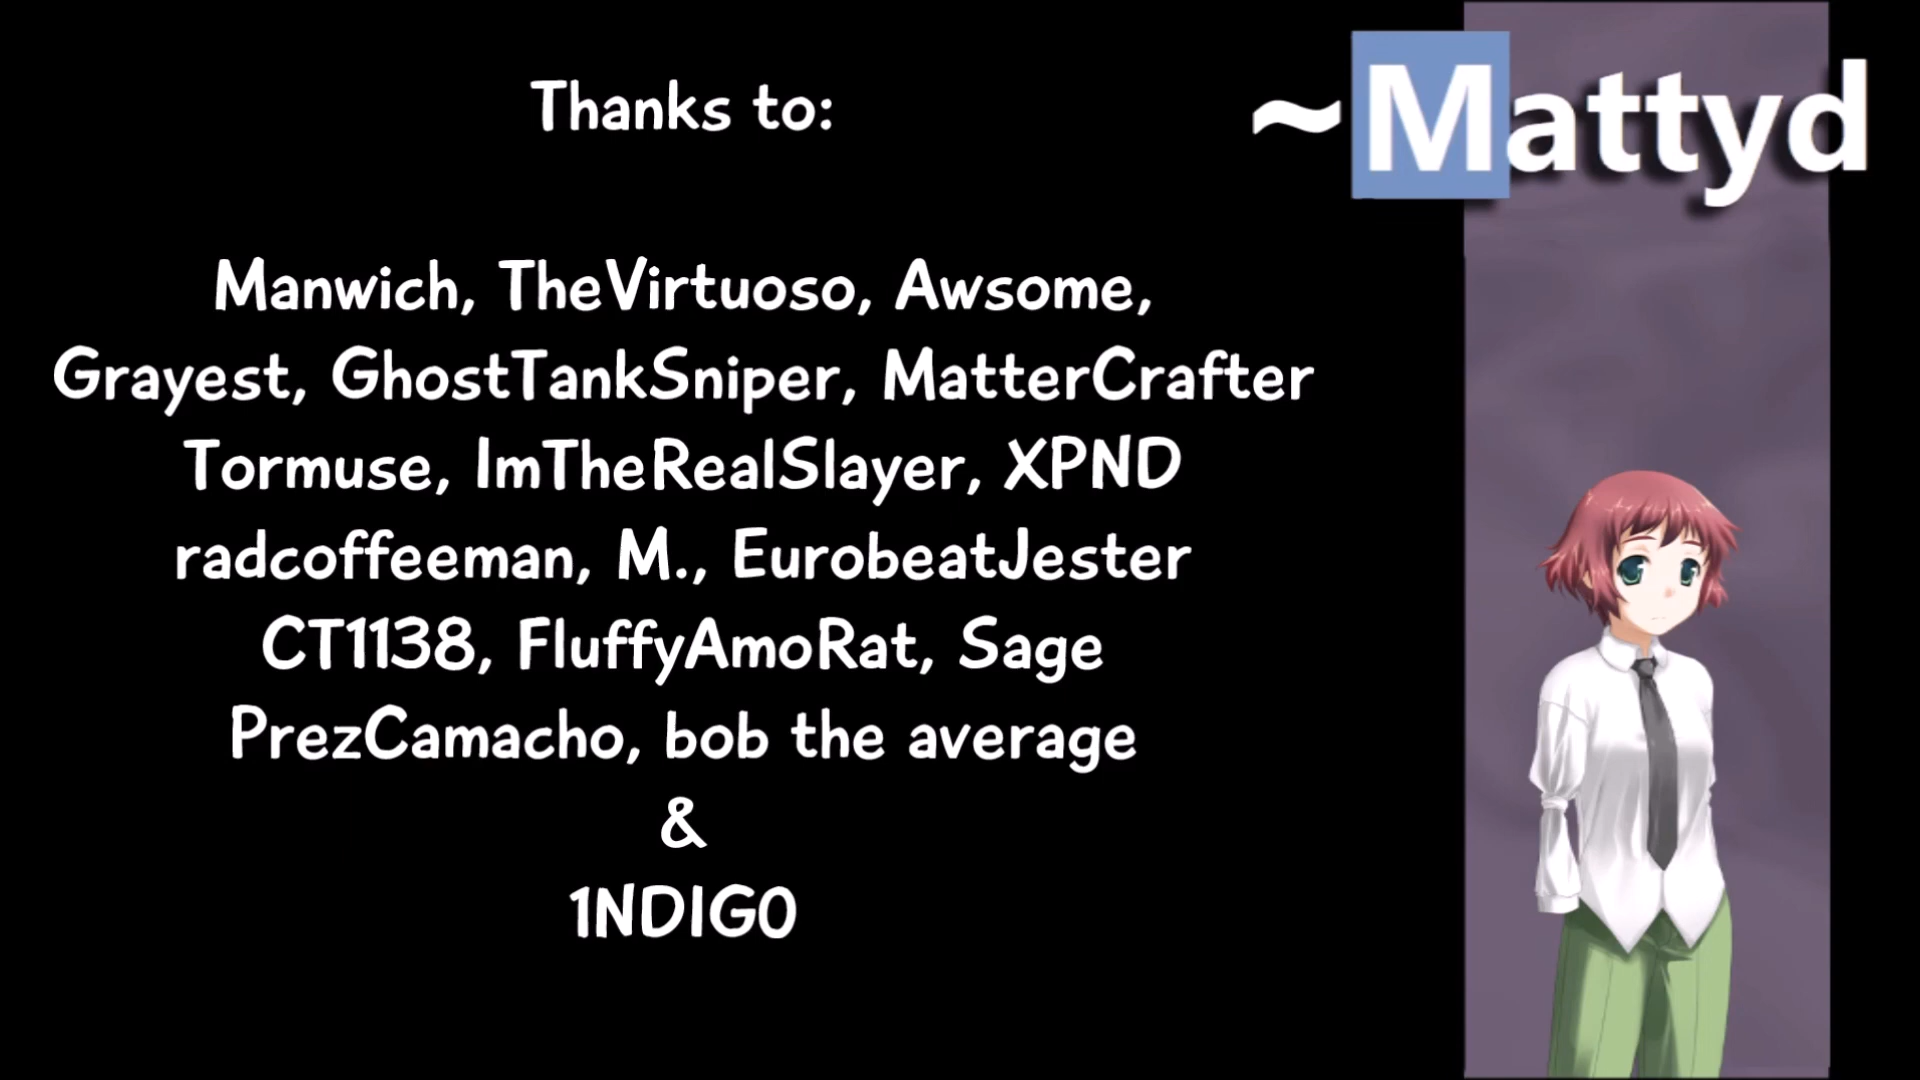 Thanks to:
~Mattyd
Manwich, TheVirtuoso, Awsome,
Grayest, GhostTankSniper, MatterCrafter
Tormuse, ImTheRealSlayer, XPND
radcoffeeman, M., EurobeatJester
CT1138, FluffyAmoRat, Sage
PrezCamacho, bob the average
&
1NDIG0